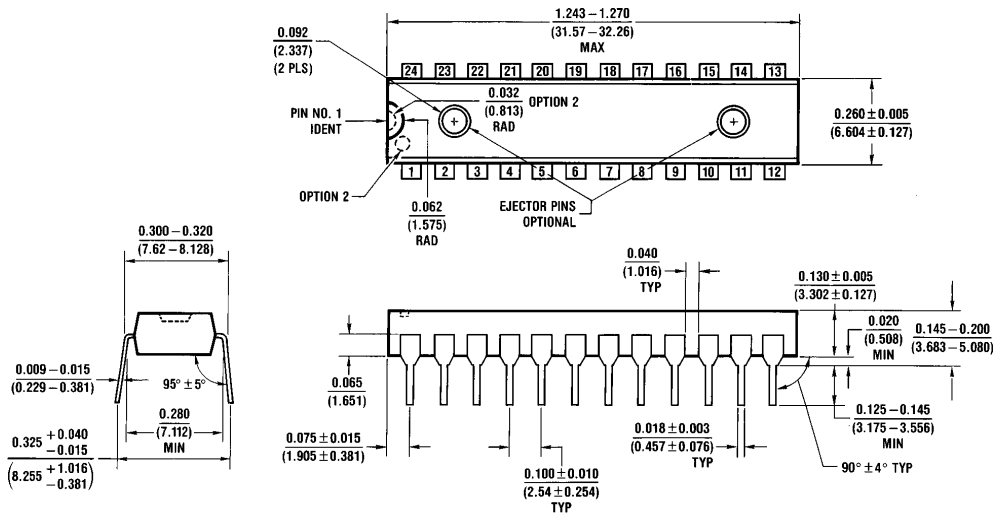 1.243–1.270
(31.57–32.26)
MAX
0.092
(2.337)
(2 PLS)
24 23 22 21 20 19 18 17 16 15 14 13
0.032
(0.813)
RAD
OPTION 2
PIN NO. 1
IDENT
0.260±0.005
(6.604±0.127)
1 2 3 4 5 6 7 8 9 10 11 12
OPTION 2
0.062
(1.575)
RAD
EJECTOR PINS
OPTIONAL
0.300–0.320
(7.62–8.128)
0.040
(1.016)
TYP
0.130±0.005
(3.302±0.127)
0.020
(0.508)
MIN
0.145–0.200
(3.683–5.080)
0.009–0.015
(0.229–0.381)
95° ±5°
0.065
(1.651)
0.280
(7.112)
MIN
0.125–0.145
(3.175–3.556)
MIN
0.325 +0.040
–0.015
(8.255 +1.016
–0.381)
0.075±0.015
(1.905±0.381)
0.018±0.003
(0.457±0.076)
TYP
0.100±0.010
(2.54±0.254)
TYP
90° ±4° TYP